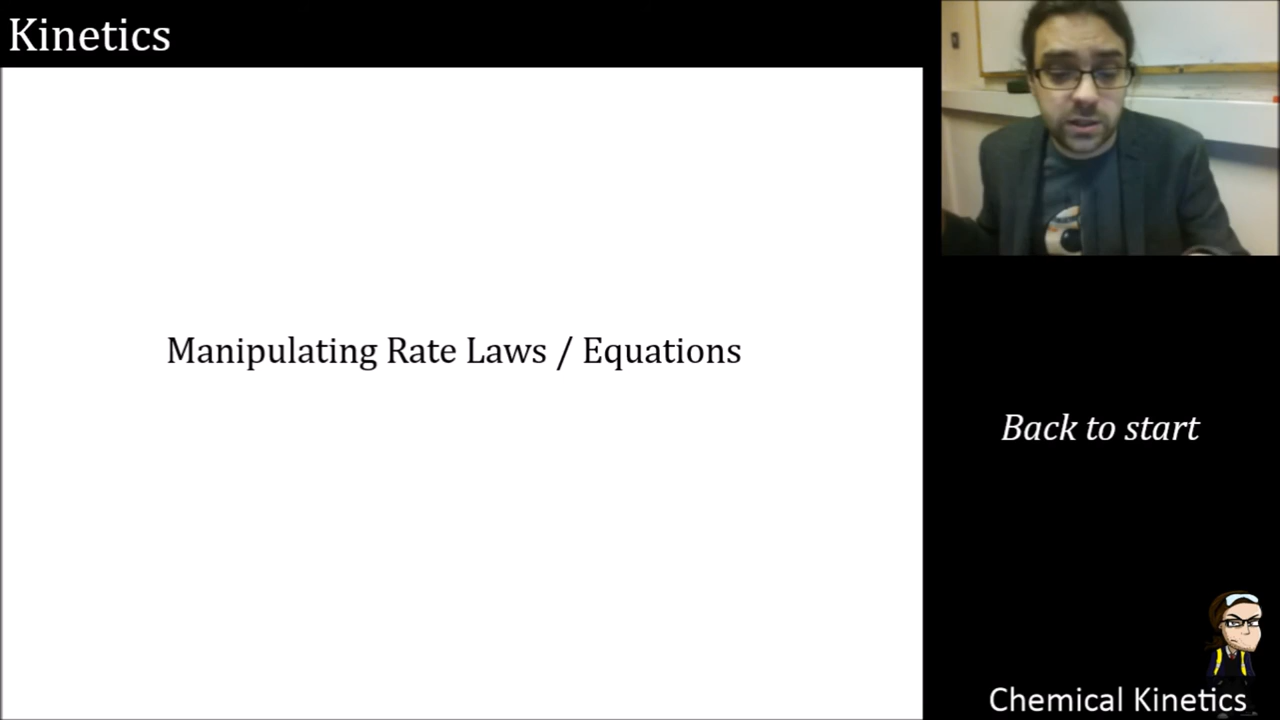 Kinetics
Manipulating Rate Laws / Equations
Back to start
Chemical Kinetics